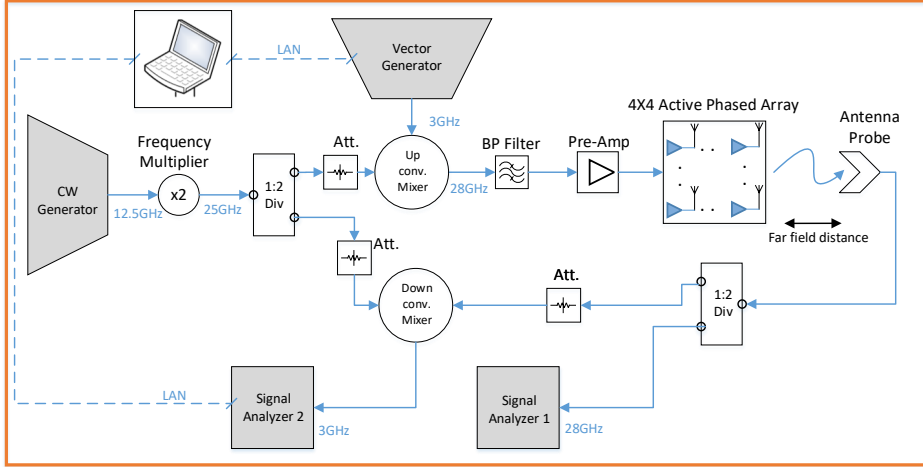 LAN
Vector
Generator
3GHz
4X4 Active Phased Array
Antenna
Probe
Frequency
Multiplier
Att.
BP Filter
Pre-Amp
CW
Generator
x2
1:2
Div
Up
conv.
Mixer
12.5GHz
25GHz
28GHz
. .
. .
Far field distance
Att.
Down
conv.
Mixer
Att.
1:2
Div
LAN
Signal
Analyzer 2
3GHz
Signal
Analyzer 1
28GHz